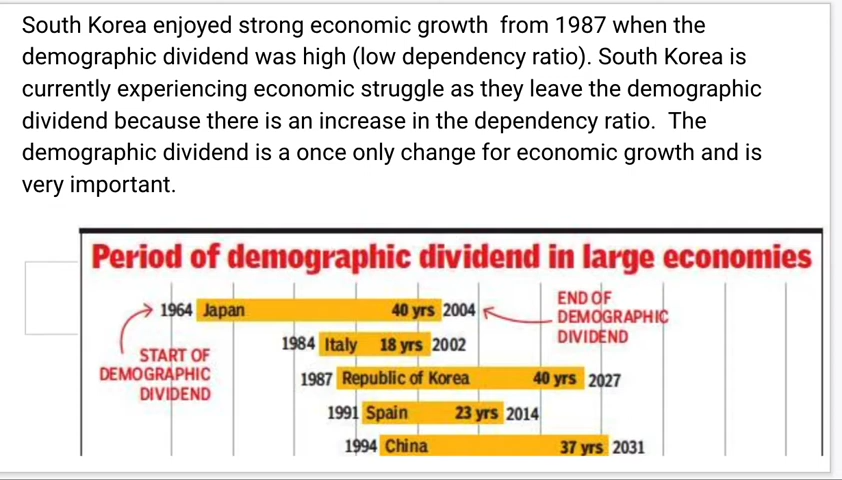 South Korea enjoyed strong economic growth from 1987 when the
demographic dividend was high (low dependency ratio). South Korea is
currently experiencing economic struggle as they leave the demographic
dividend because there is an increase in the dependency ratio. The
demographic dividend is a once only change for economic growth and is
very important.
Period of demographic dividend in large economies
1964 Japan 40 yrs 2004
END OF
DEMOGRAPHIC
DIVIDEND
START OF
DEMOGRAPHIC
DIVIDEND
1984 Italy 18 yrs 2002
1987 Republic of Korea 40 yrs 2027
1991 Spain 23 yrs 2014
1994 China 37 yrs 2031